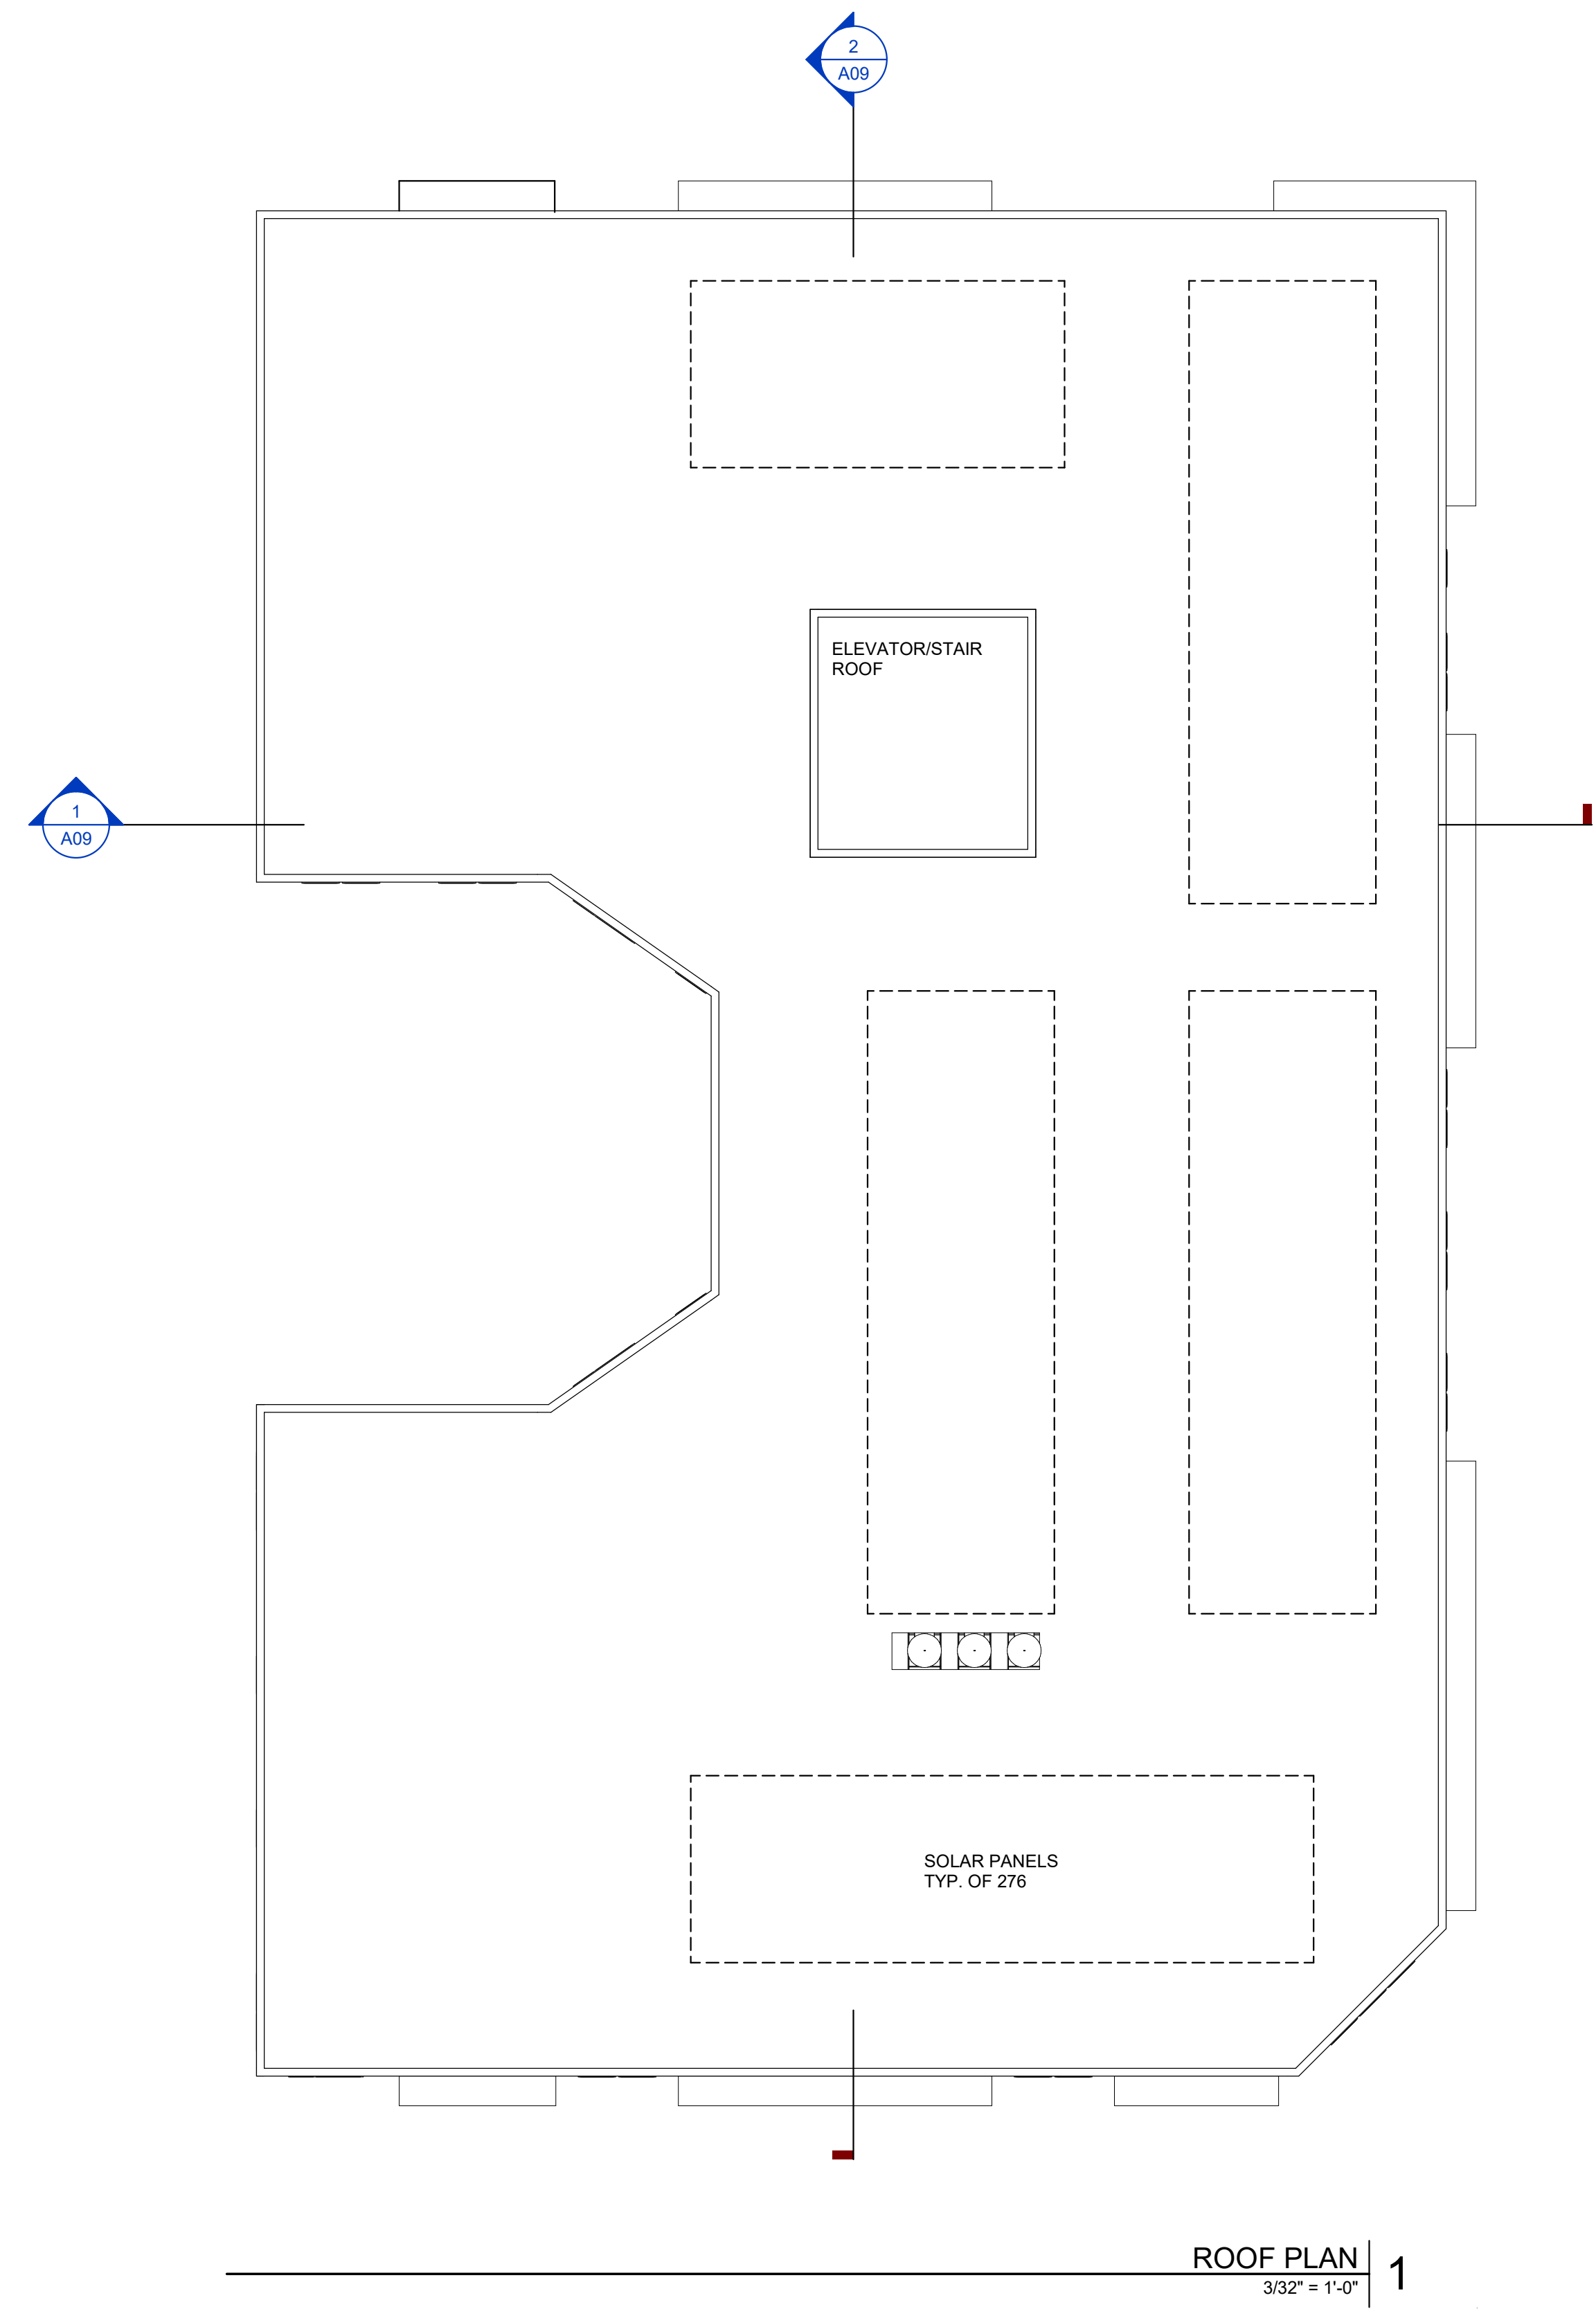 2
A09
ELEVATOR/STAIR
ROOF
1
A09
SOLAR PANELS
TYP. OF 276
ROOF PLAN
3/32" = 1'-0"
1